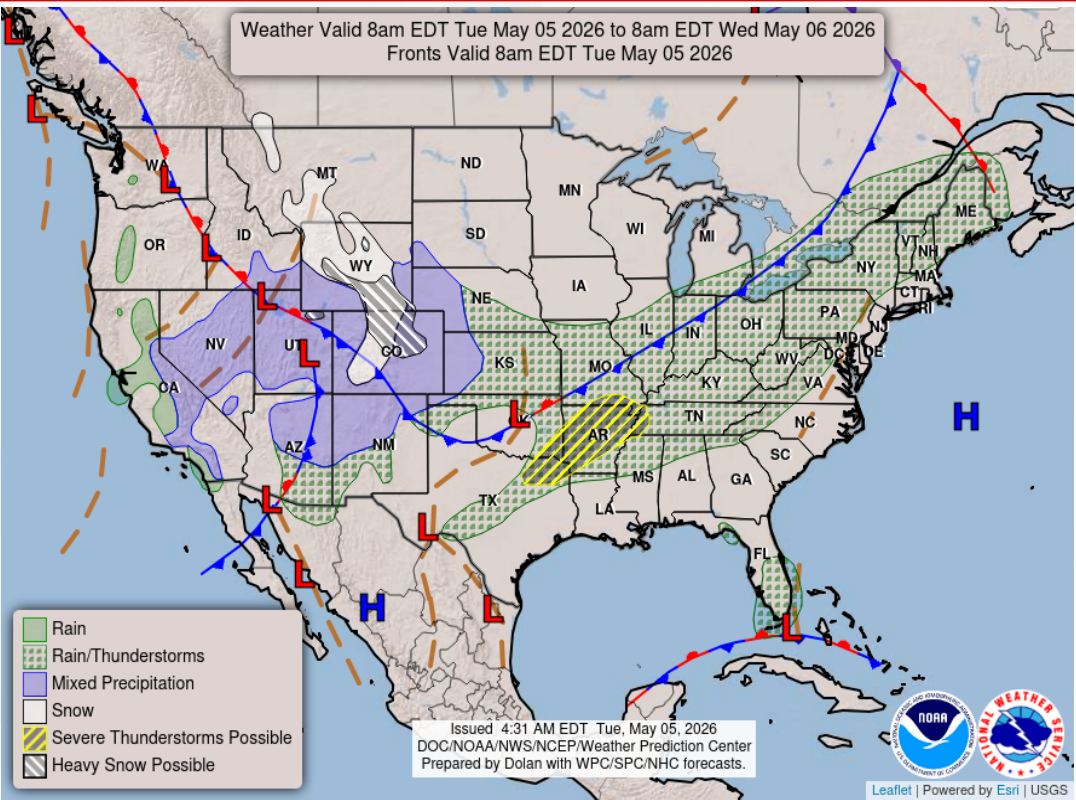 Weather Valid 8am EDT Tue May 05 2026 to 8am EDT Wed May 06 2026
Fronts Valid 8am EDT Tue May 05 2026
L
L
WA
MT
ND
MN
L
OR
ID
L
WY
SD
WI
MI
ME
VT
NH
NY
MA
CT
RI
L
NE
IA
NV
UT
L
CO
KS
MO
IL
IN
OH
PA
NJ
MD
DE
DC
WV
VA
KY
CA
AZ
NM
L
AR
TN
NC
H
SC
MS
AL
GA
TX
LA
L
L
FL
L
H
L
L
Rain
Rain/Thunderstorms
Mixed Precipitation
Snow
Severe Thunderstorms Possible
Heavy Snow Possible
Issued 4:31 AM EDT Tue, May 05, 2026
DOC/NOAA/NWS/NCEP/Weather Prediction Center
Prepared by Dolan with WPC/SPC/NHC forecasts.
NOAA
NATIONAL WEATHER SERVICE
Leaflet | Powered by Esri | USGS